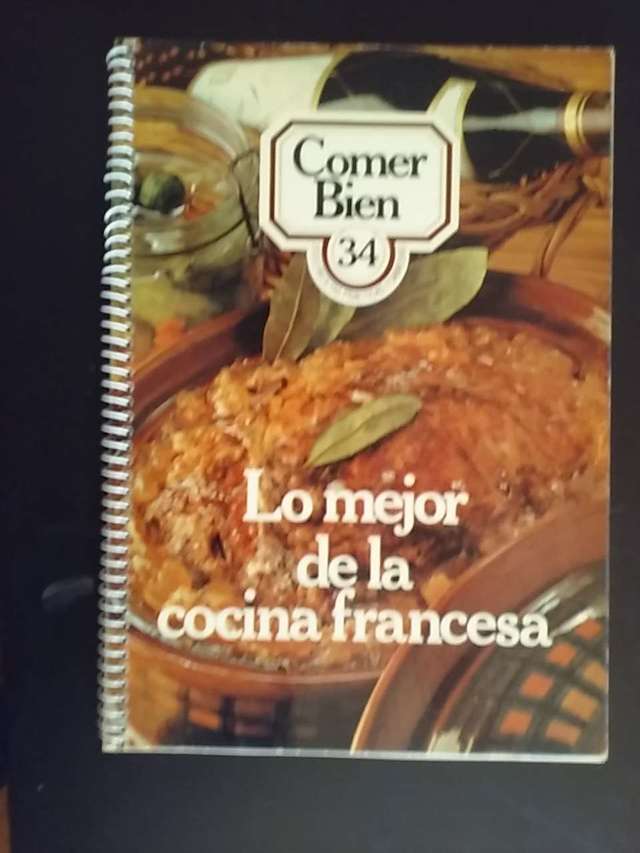 Comer
Bien
34
Lo mejor
de la
cocina francesa